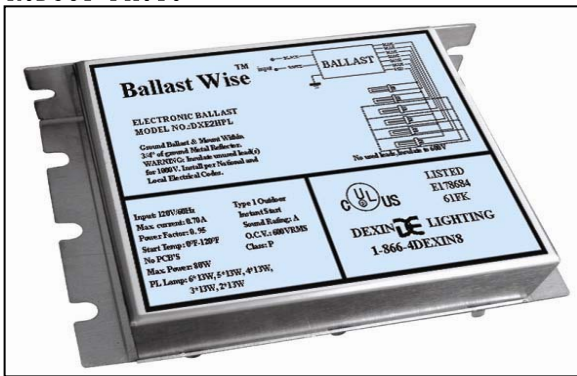 Ballast Wise™
ELECTRONIC BALLAST
MODEL NO.:DXE2HPL
Ground Ballast & Mount Within
3/4" of ground Metal Reflector.
WARNING: Insulate unused lead(s)
for 1000V. Install per National and
Local Electrical Codes.
input
BLACK
WHITE
BALLAST
No used leads, Insulate to 600V
Input: 120V/60Hz
Max. current: 0.70A
Power Factor: 0.95
Start Temp: 0°F-120°F
No PCB'S
Max Power: 80W
PL Lamp: 6*13W, 5*13W, 4*13W,
3*13W, 2*13W
Type 1 Outdoor
Instant Start
Sound Rating: A
O.C.V.: 600VRMS
Class: P
C UL US
LISTED
E178684
61FK
DEXIN DE LIGHTING
1-866-4DEXIN8